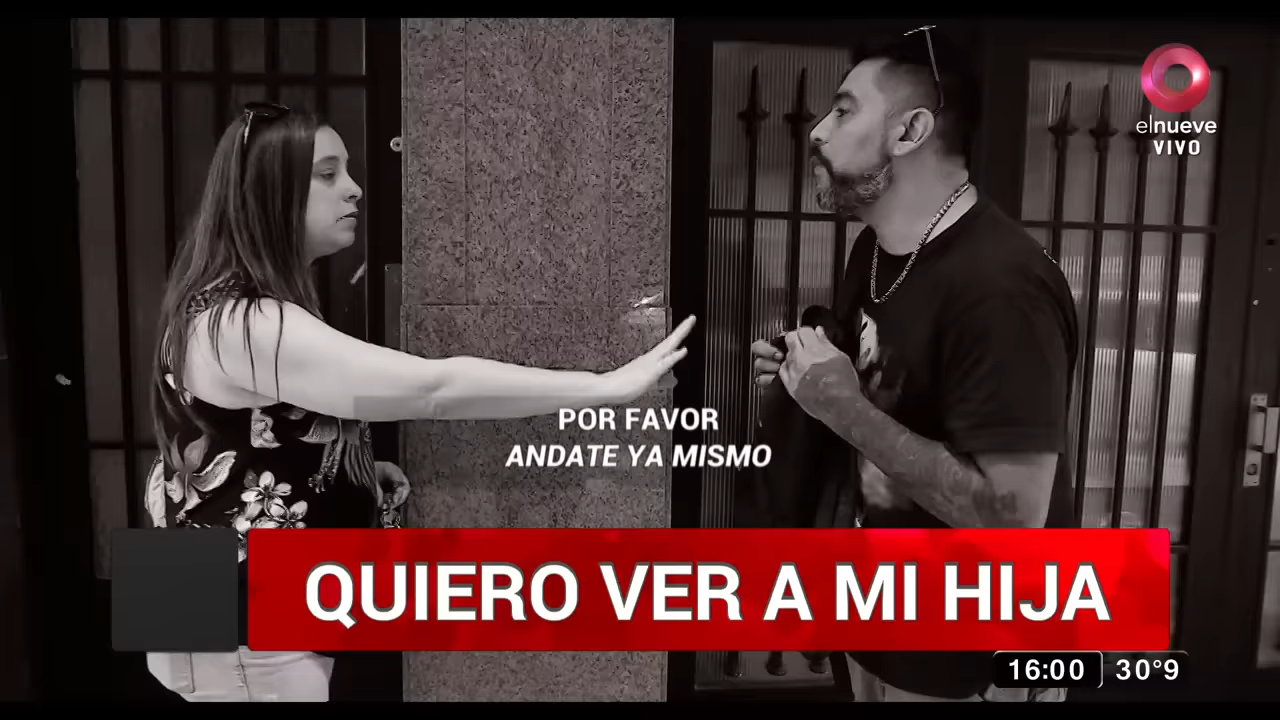 elnueve
VIVO
POR FAVOR
ANDATE YA MISMO
QUIERO VER A MI HIJA
16:00 30°9